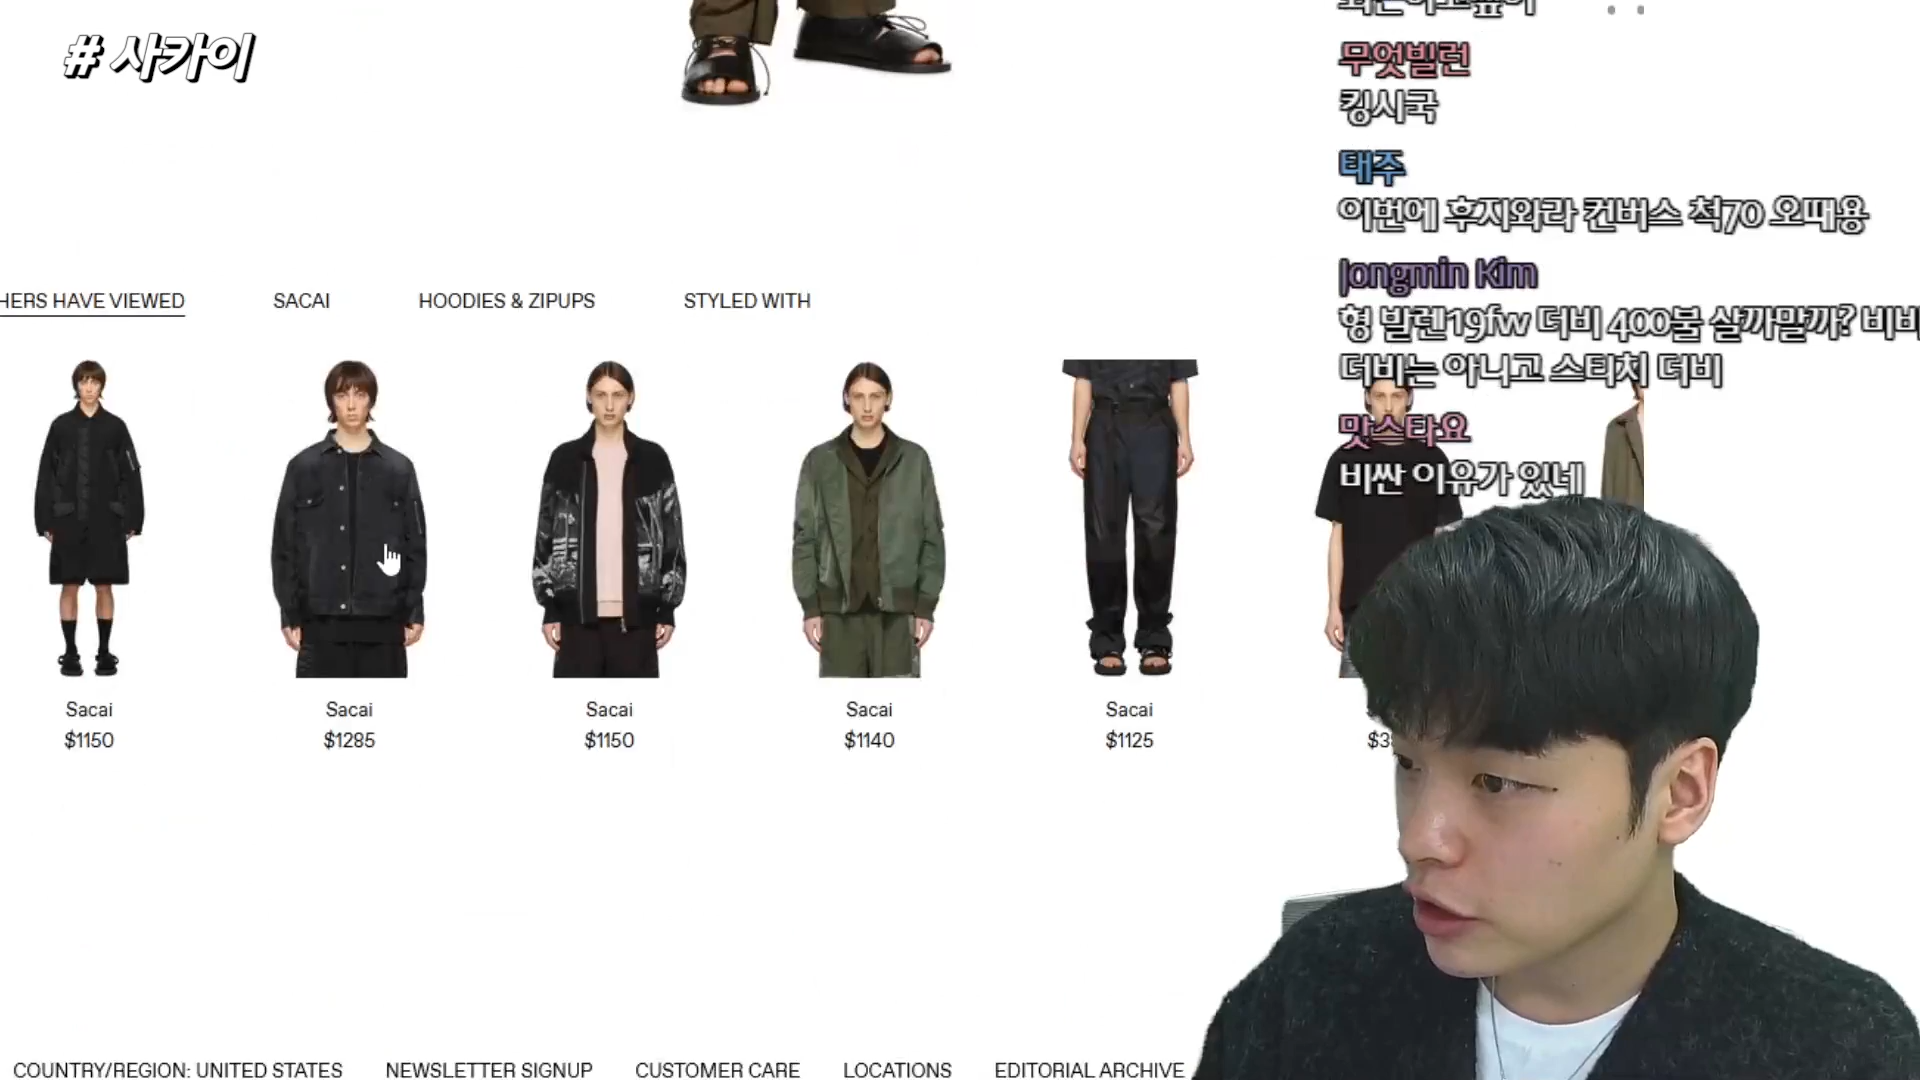 # 사카이
무엇빌런
킹시국
태주
이번에 후지와라 컨버스 척70 오때용
Jongmin Kim
형 발렌19fw 더비 400불 살까말까? 비비
더비는 아니고 스티치 더비
맛스타요
비싼 이유가 있네
HERS HAVE VIEWED
SACAI
HOODIES & ZIPUPS
STYLED WITH
Sacai
$1150
Sacai
$1285
Sacai
$1150
Sacai
$1140
Sacai
$1125
COUNTRY/REGION: UNITED STATES
NEWSLETTER SIGNUP
CUSTOMER CARE
LOCATIONS
EDITORIAL ARCHIVE